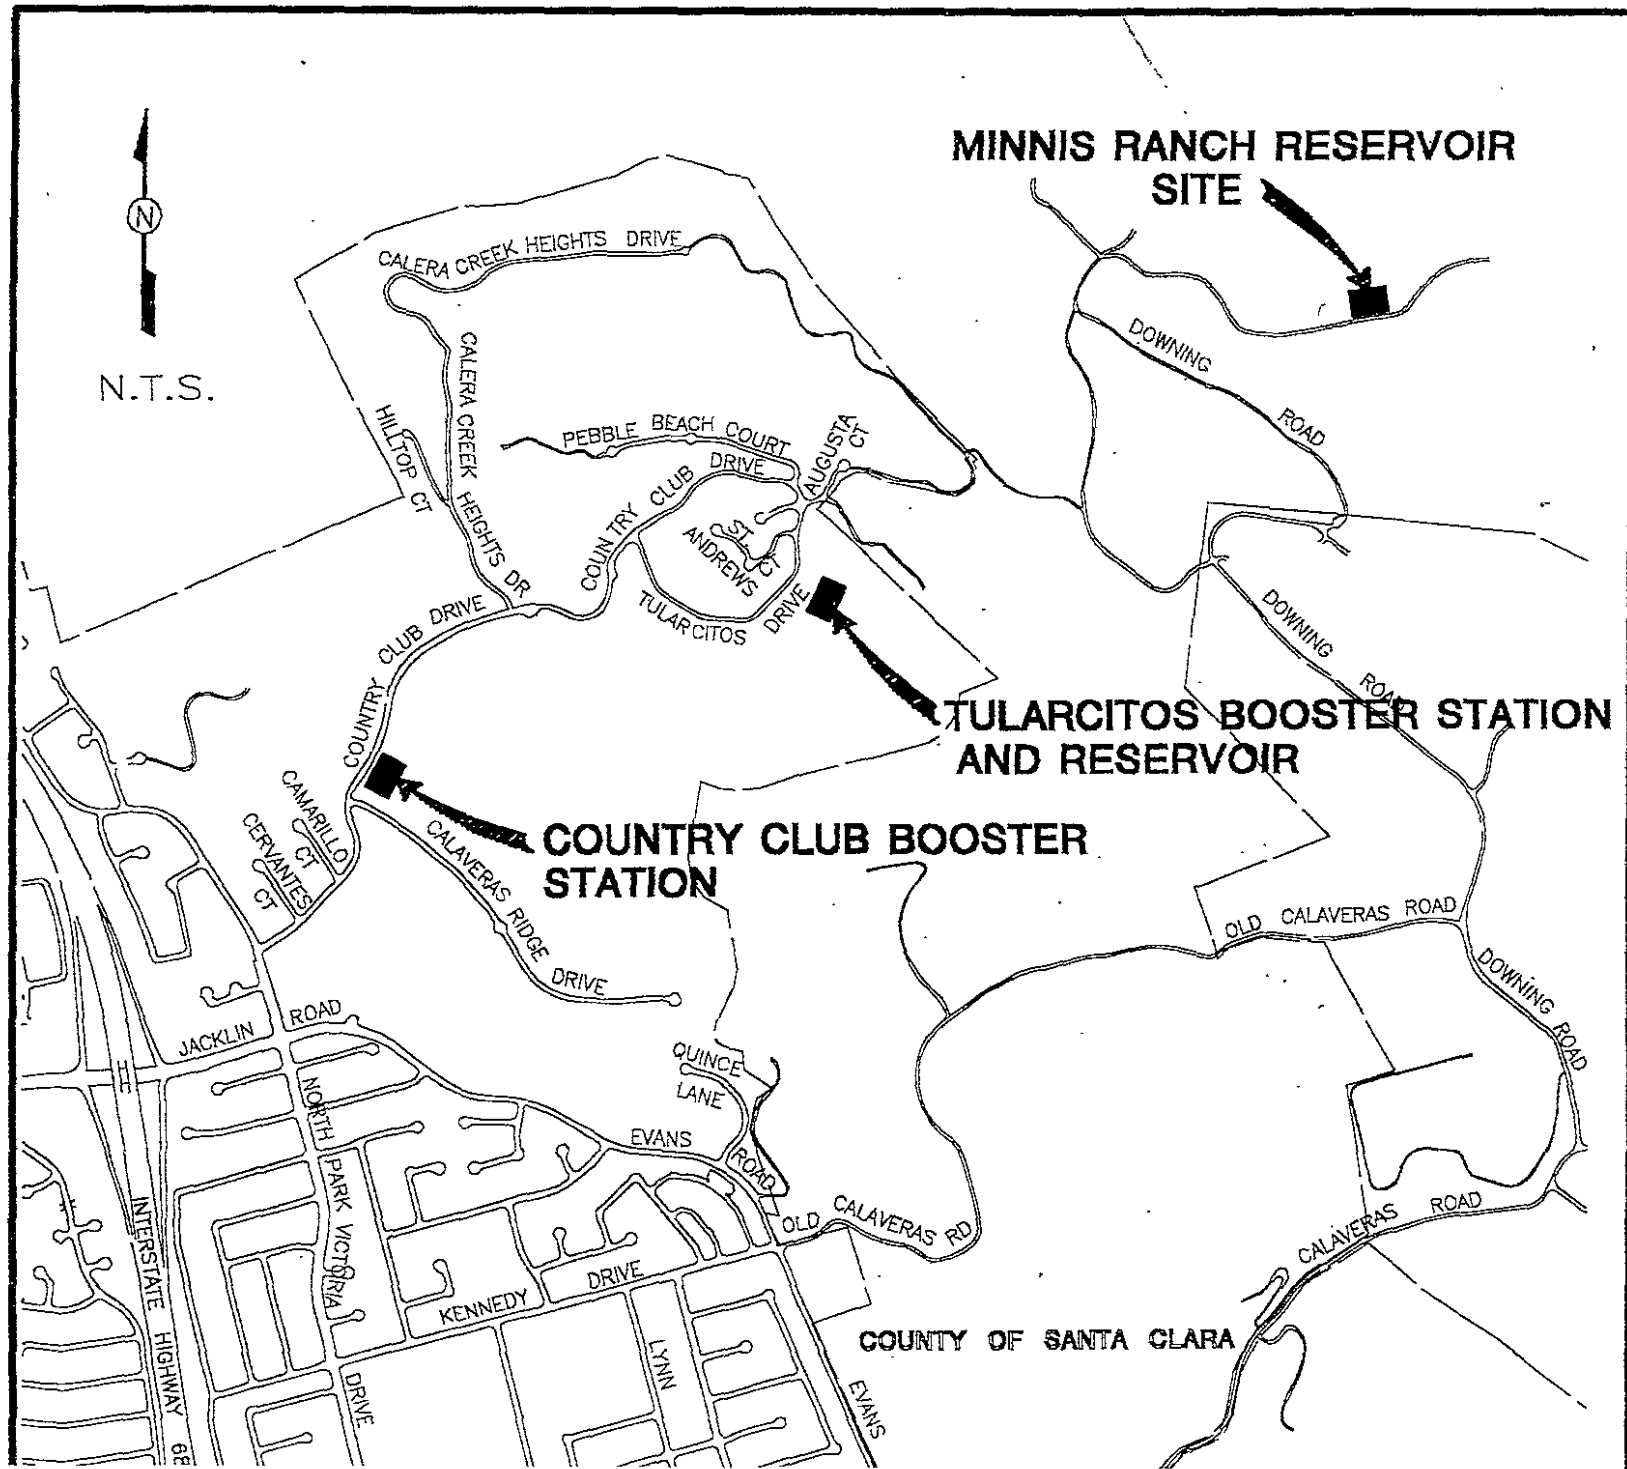 MINNIS RANCH RESERVOIR
SITE
N
N.T.S.
CALERA CREEK HEIGHTS DRIVE
CALERA CREEK HEIGHTS DR
HILLTOP CT
PEBBLE BEACH COURT
AUGUSTA
CT
COUNTRY CLUB DRIVE
ST.
ANDREWS
CT
TULARCITOS DRIVE
DOWNING
ROAD
DOWNING
ROAD
TULARCITOS BOOSTER STATION
AND RESERVOIR
COUNTRY CLUB DRIVE
COUNTRY CLUB BOOSTER
STATION
CAMARILLO
CT
CERVANTES
CT
CALAVERAS RIDGE DRIVE
OLD CALAVERAS ROAD
DOWNING ROAD
JACKLIN ROAD
QUINCE
LANE
EVANS ROAD
OLD CALAVERAS RD
CALAVERAS ROAD
NORTH PARK VICTORIA DRIVE
INTERSTATE HIGHWAY 68
KENNEDY DRIVE
LYNN
EVANS
COUNTY OF SANTA CLARA